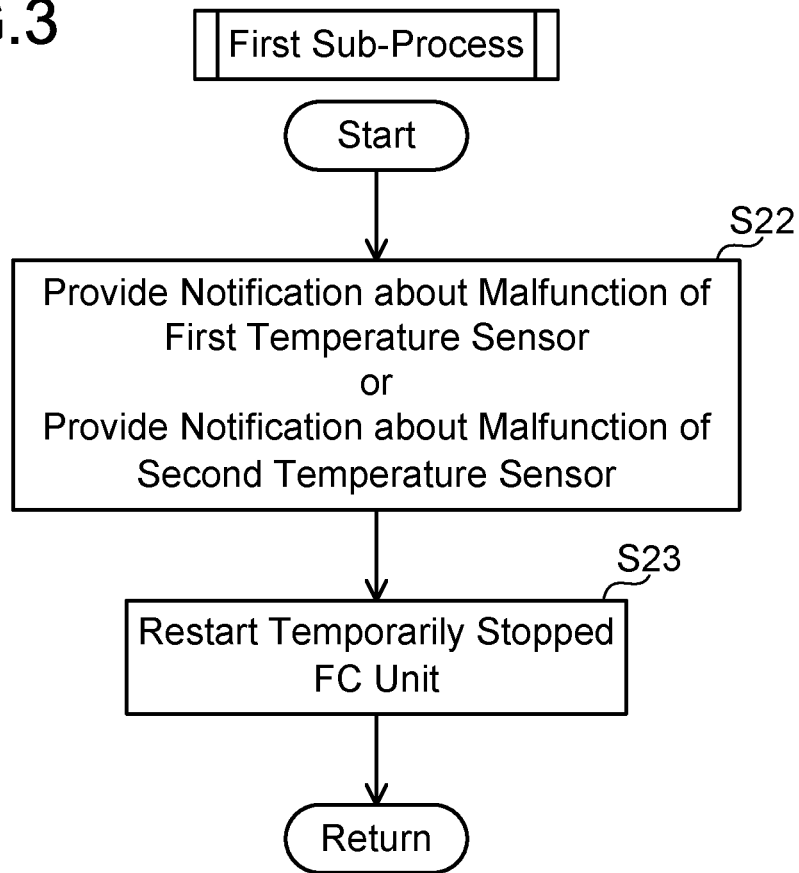 .3
First Sub-Process
Start
S22
Provide Notification about Malfunction of
First Temperature Sensor
or
Provide Notification about Malfunction of
Second Temperature Sensor
S23
Restart Temporarily Stopped
FC Unit
Return